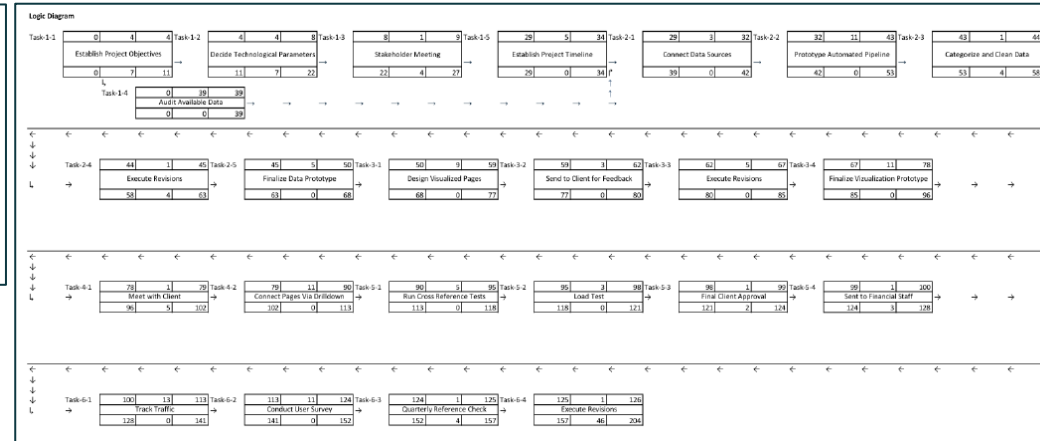 Logic Diagram
Task-1-1 0 4 4 Task-1-2 4 4 8 Task-1-3 8 1 9 Task-1-5 29 5 34 Task-2-1 29 3 32 Task-2-2 32 11 43 Task-2-3 43 1 44
Establish Project Objectives Decide Technological Parameters Stakeholder Meeting Establish Project Timeline Connect Data Sources Prototype Automated Pipeline Categorize and Clean Data
0 7 11 → 11 7 22 → 22 4 27 → 29 0 34 → 39 0 42 → 42 0 53 → 53 4 58
Task-1-4 0 39 39
Audit Available Data
0 0 39
Task-2-4 44 1 45 Task-2-5 45 5 50 Task-3-1 50 9 59 Task-3-2 59 3 62 Task-3-3 62 5 67 Task-3-4 67 11 78
Execute Revisions Finalize Data Prototype Design Visualized Pages Send to Client for Feedback Execute Revisions Finalize Vizualization Prototype
58 4 63 63 0 68 68 0 77 77 0 80 80 0 85 85 0 96
Task-4-1 78 1 79 Task-4-2 79 11 90 Task-5-1 90 5 95 Task-5-2 95 3 98 Task-5-3 98 1 99 Task-5-4 99 1 100
Meet with Client Connect Pages Via Drilldown Run Cross Reference Tests Load Test Final Client Approval Sent to Financial Staff
96 5 102 102 0 113 113 0 118 118 0 121 121 2 124 124 3 128
Task-6-1 100 13 113 Task-6-2 113 11 124 Task-6-3 124 1 125 Task-6-4 125 1 126
Track Traffic Conduct User Survey Quarterly Reference Check Execute Revisions
128 0 141 141 0 152 152 4 157 157 46 204